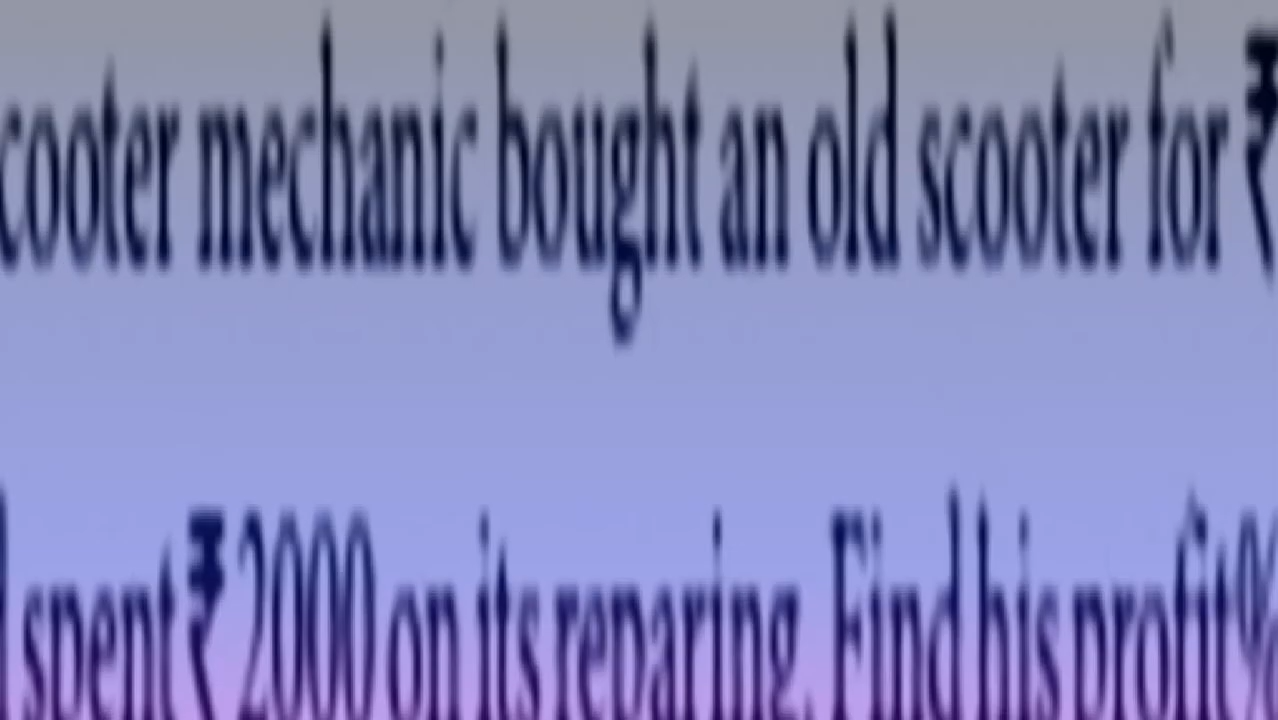 cooter mechanic bought an old scooter for ₹
spent ₹ 2000 on its reparing. Find his profit%